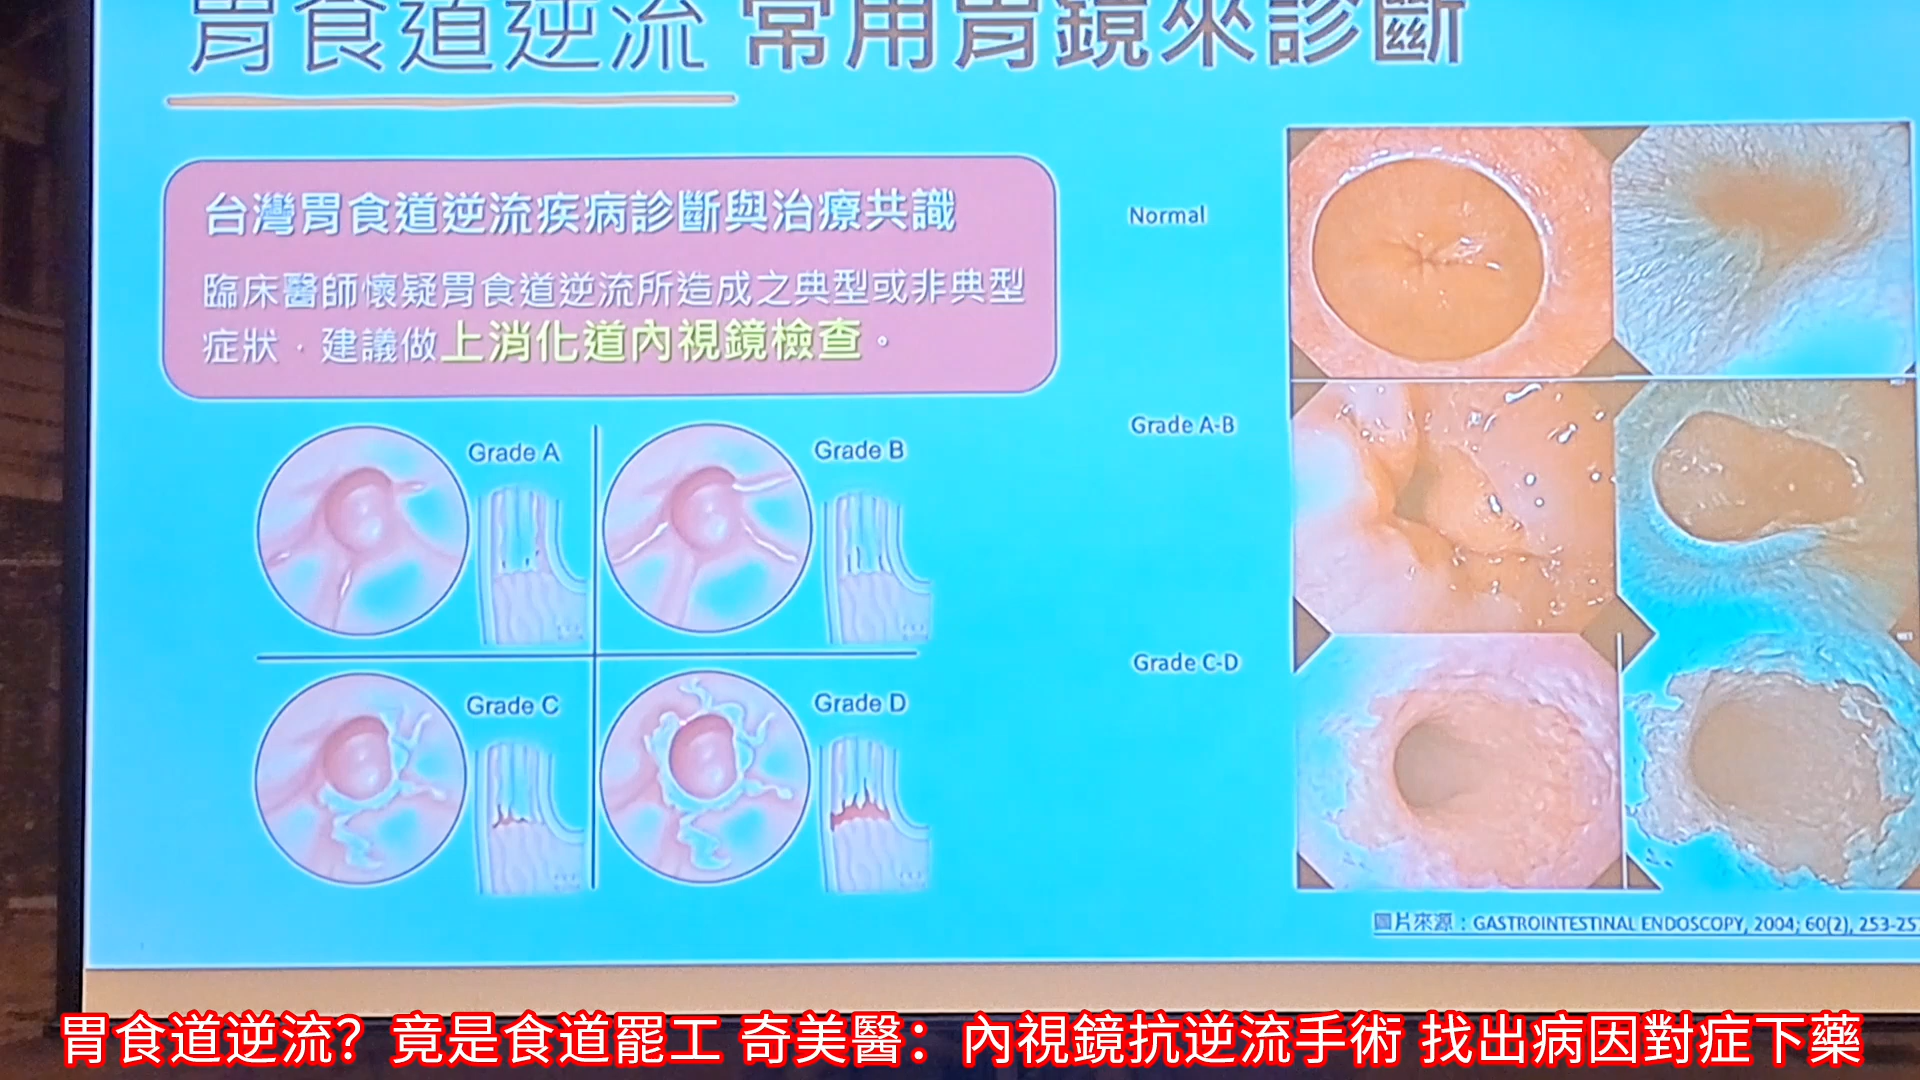 胃食道逆流 常用胃鏡來診斷
台灣胃食道逆流疾病診斷與治療共識
臨床醫師懷疑胃食道逆流所造成之典型或非典型
症狀，建議做上消化道內視鏡檢查。
Grade A
Grade B
Grade C
Grade D
Normal
Grade A-B
Grade C-D
圖片來源：GASTROINTESTINAL ENDOSCOPY, 2004; 60(2), 253-257
胃食道逆流？竟是食道罷工 奇美醫：內視鏡抗逆流手術 找出病因對症下藥